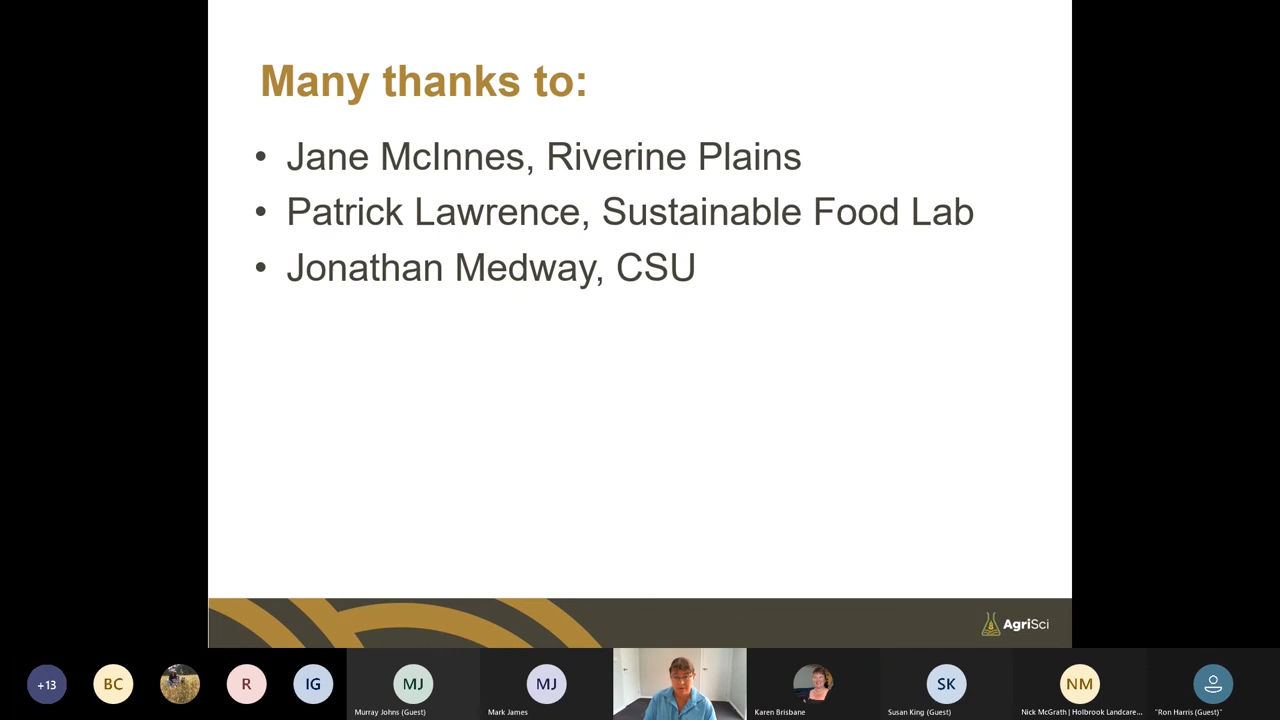 Many thanks to:
• Jane McInnes, Riverine Plains
• Patrick Lawrence, Sustainable Food Lab
• Jonathan Medway, CSU
AgriSci
+13
BC
R
IG
MJ
MJ
SK
NM
Murray Johns (Guest)
Mark James
Karen Brisbane
Susan King (Guest)
Nick McGrath | Holbrook Landcare...
"Ron Harris (Guest)"